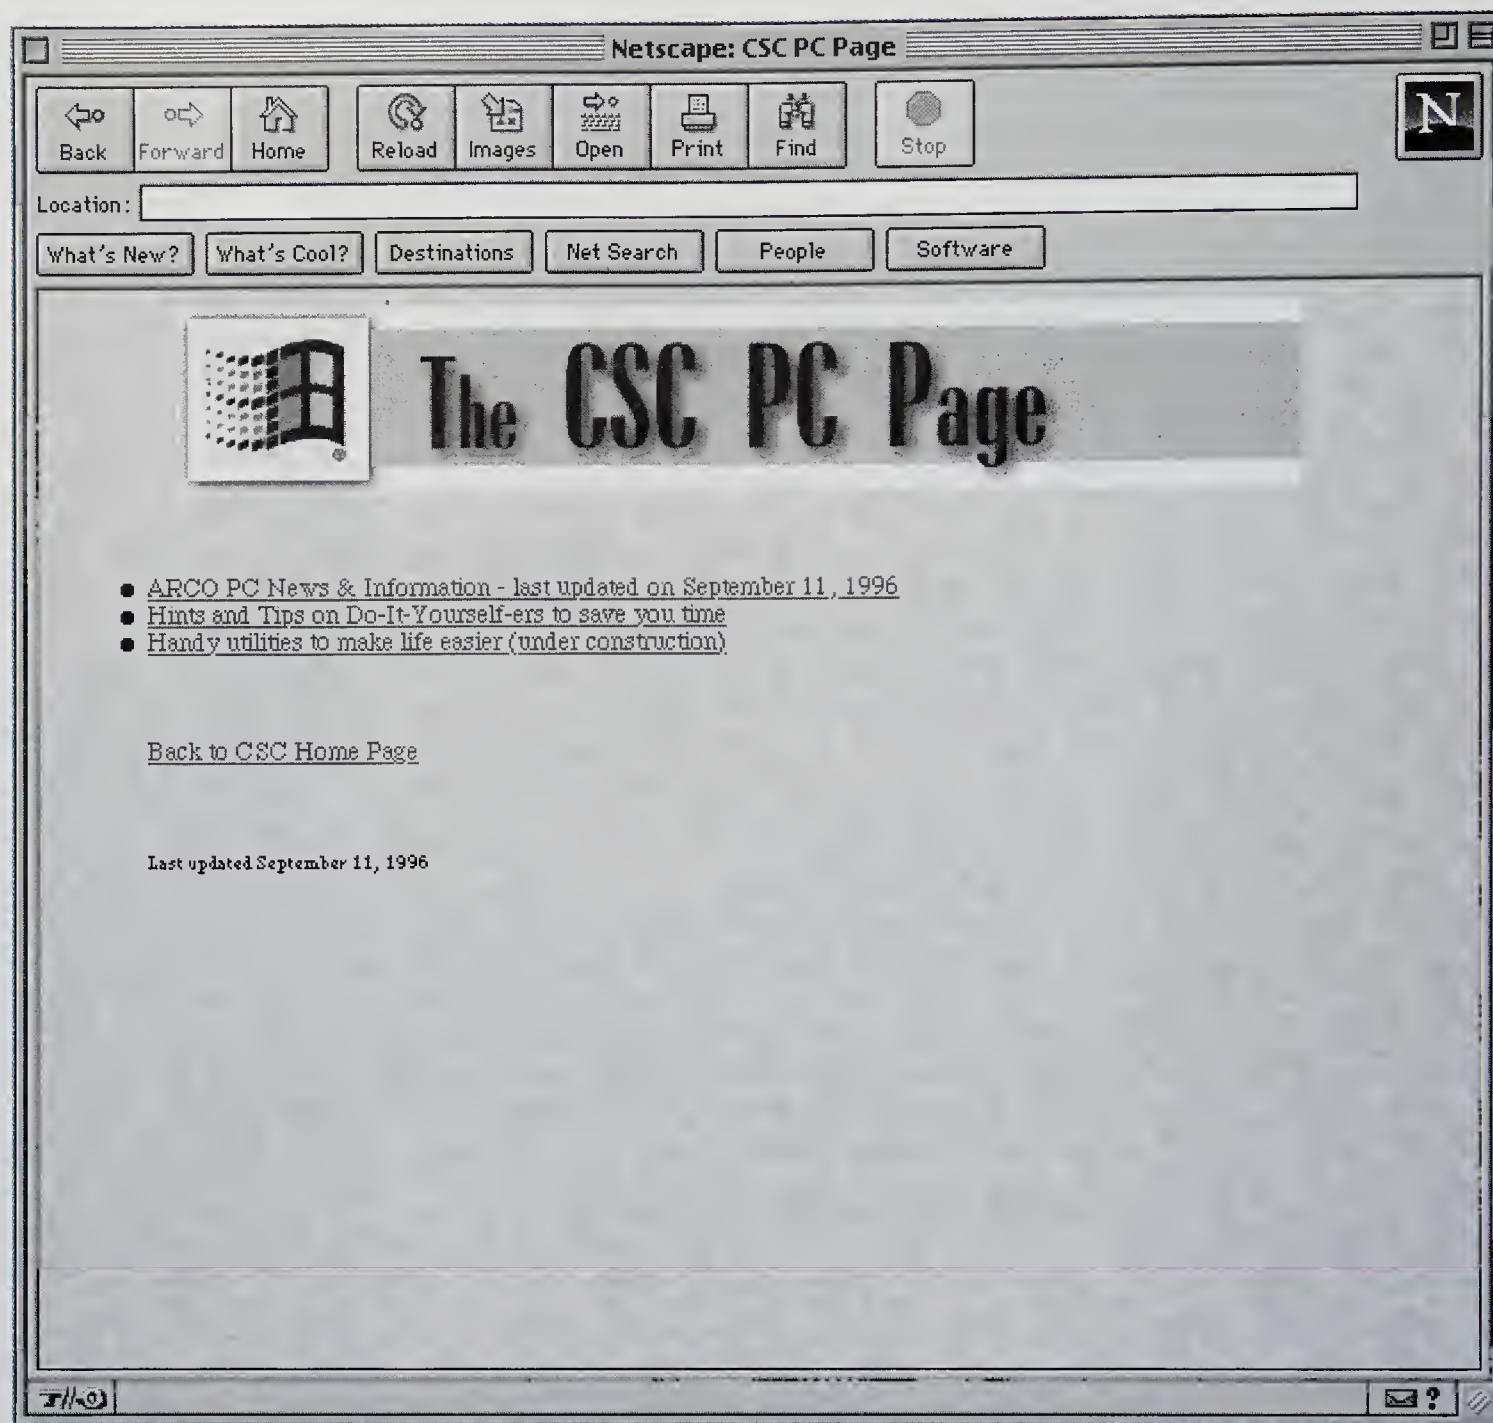 Netscape: CSC PC Page
Back Forward Home Reload Images Open Print Find Stop
N
Location:
What's New? What's Cool? Destinations Net Search People Software
The CSC PC Page
ARCO PC News & Information - last updated on September 11, 1996
Hints and Tips on Do-It-Yourself-ers to save you time
Handy utilities to make life easier (under construction)
Back to CSC Home Page
Last updated September 11, 1996
?